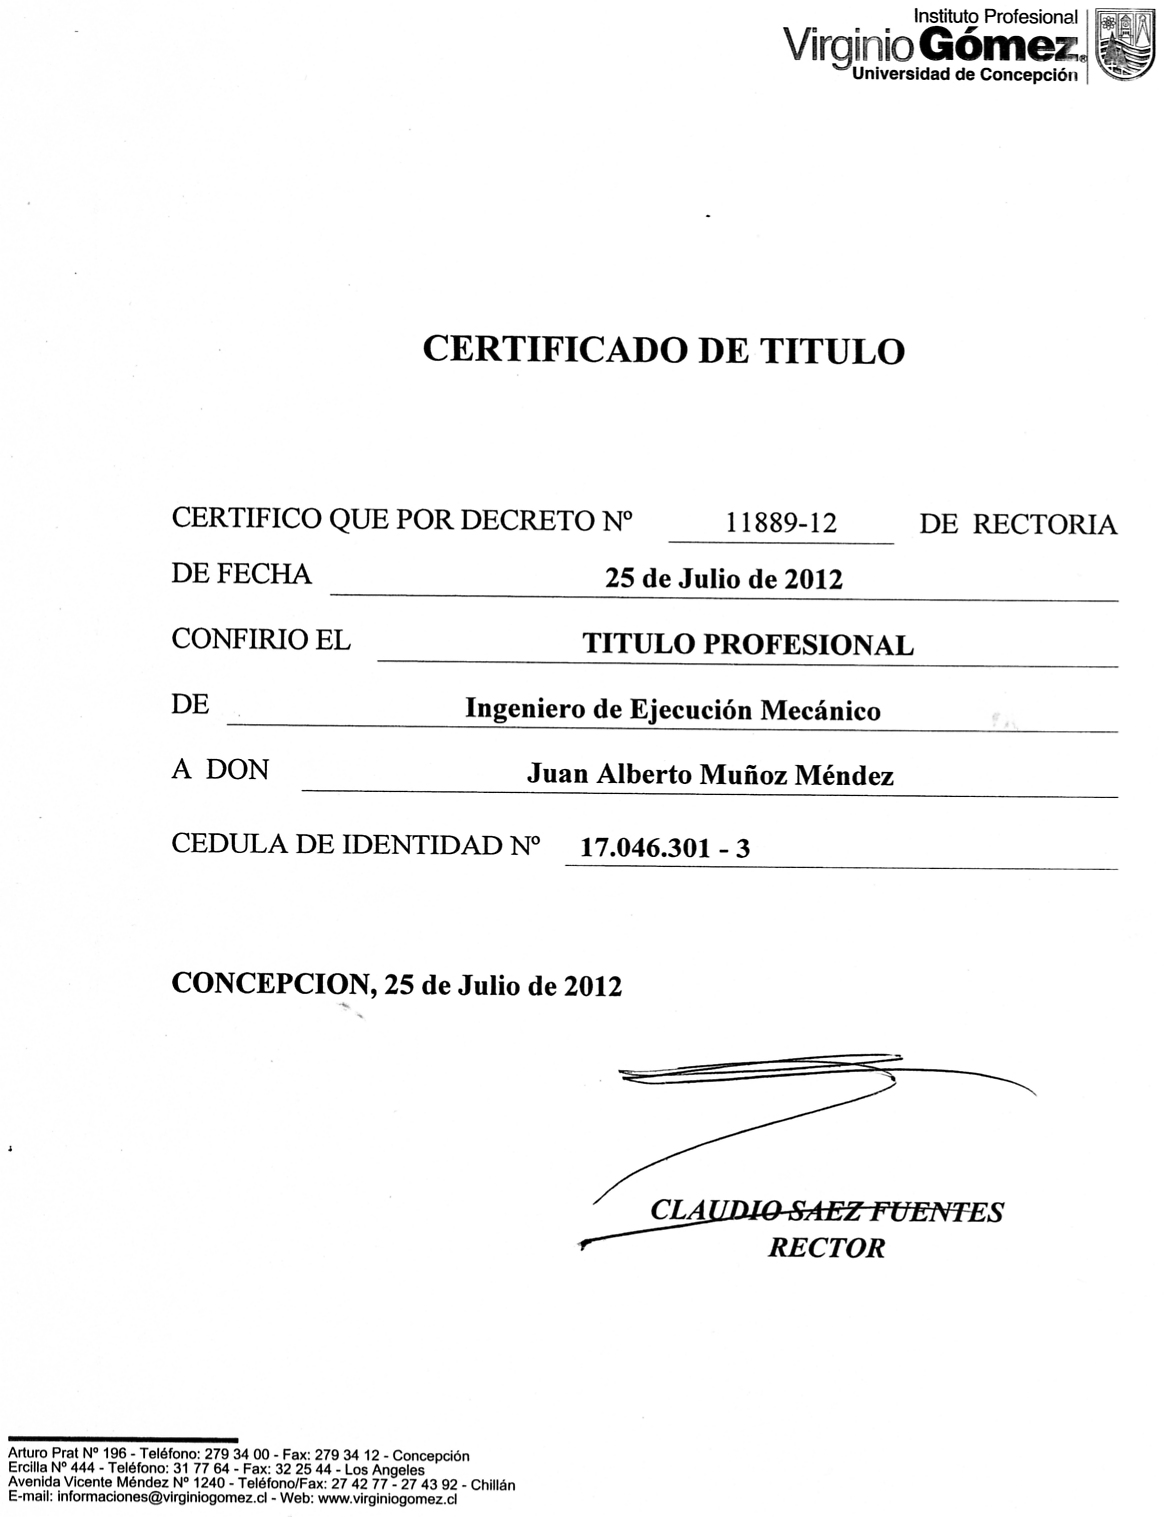 Instituto Profesional
Virginio Gómez®
Universidad de Concepción
CERTIFICADO DE TITULO
CERTIFICO QUE POR DECRETO Nº 11889-12 DE RECTORIA
DE FECHA 25 de Julio de 2012
CONFIRIO EL TITULO PROFESIONAL
DE Ingeniero de Ejecución Mecánico
A DON Juan Alberto Muñoz Méndez
CEDULA DE IDENTIDAD Nº 17.046.301 - 3
CONCEPCION, 25 de Julio de 2012
CLAUDIO SAEZ FUENTES
RECTOR
Arturo Prat Nº 196 - Teléfono: 279 34 00 - Fax: 279 34 12 - Concepción
Ercilla Nº 444 - Teléfono: 31 77 64 - Fax: 32 25 44 - Los Angeles
Avenida Vicente Méndez Nº 1240 - Teléfono/Fax: 27 42 77 - 27 43 92 - Chillán
E-mail: informaciones@virginiogomez.cl - Web: www.virginiogomez.cl